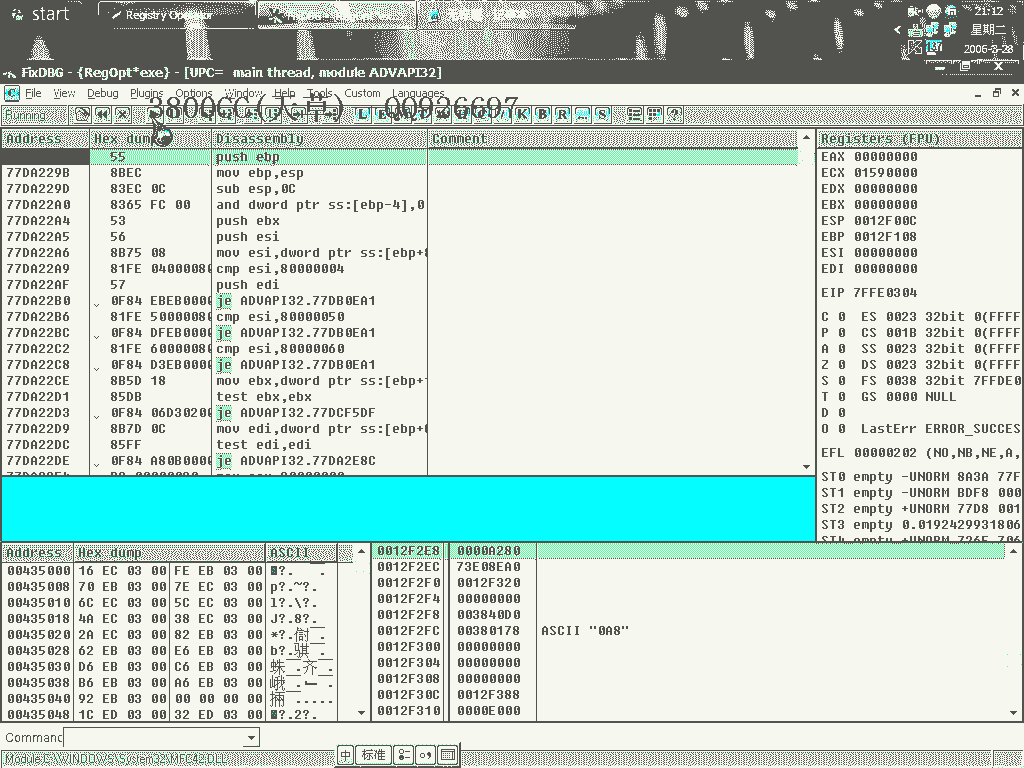 start
Registry Operator
21:12
星期二
2006-3-28
FixDBG - {RegOpt*exe} - [UPC= main thread, module ADVAPI32]
File View Debug Plugins Options Window Help Tools Custom Languages
Running
L E K B R S ?
Address Hex dump Disassembly Comment
55 push ebp
77DA229B 8BEC mov ebp,esp
77DA229D 83EC 0C sub esp,0C
77DA22A0 8365 FC 00 and dword ptr ss:[ebp-4],0
77DA22A4 53 push ebx
77DA22A5 56 push esi
77DA22A6 8B75 08 mov esi,dword ptr ss:[ebp+8
77DA22A9 81FE 04000080 cmp esi,80000004
77DA22AF 57 push edi
77DA22B0 0F84 EBEB0000 je ADVAPI32.77DB0EA1
77DA22B6 81FE 50000080 cmp esi,80000050
77DA22BC 0F84 DFEB0000 je ADVAPI32.77DB0EA1
77DA22C2 81FE 60000080 cmp esi,80000060
77DA22C8 0F84 D3EB0000 je ADVAPI32.77DB0EA1
77DA22CE 8B5D 18 mov ebx,dword ptr ss:[ebp+1
77DA22D1 85DB test ebx,ebx
77DA22D3 0F84 06D30200 je ADVAPI32.77DCF5DF
77DA22D9 8B7D 0C mov edi,dword ptr ss:[ebp+0
77DA22DC 85FF test edi,edi
77DA22DE 0F84 A80B0000 je ADVAPI32.77DA2E8C
Registers (FPU)
EAX 00000000
ECX 01590000
EDX 00000000
EBX 00000000
ESP 0012F00C
EBP 0012F108
ESI 00000000
EDI 00000000
EIP 7FFE0304
C 0 ES 0023 32bit 0(FFFF
P 0 CS 001B 32bit 0(FFFF
A 0 SS 0023 32bit 0(FFFF
Z 0 DS 0023 32bit 0(FFFF
S 0 FS 0038 32bit 7FFDE0
T 0 GS 0000 NULL
D 0
O 0 LastErr ERROR_SUCCES
EFL 00000202 (NO,NB,NE,A,
ST0 empty -UNORM 8A3A 77F
ST1 empty -UNORM BDF8 000
ST2 empty +UNORM 77D8 001
ST3 empty 0.0192429931806
Address Hex dump ASCII
00435000 16 EC 03 00 FE EB 03 00
00435008 70 EB 03 00 7E EC 03 00 p?.~?.
00435010 6C EC 03 00 5C EC 03 00 l?.\?.
00435018 4A EC 03 00 38 EC 03 00 J?.8?.
00435020 2A EC 03 00 82 EB 03 00
00435028 62 EB 03 00 E6 EB 03 00 b?.骐.
00435030 D6 EB 03 00 C6 EB 03 00 蛛.齐.
00435038 B6 EB 03 00 A6 EB 03 00
00435040 92 EB 03 00 00 00 00 00
00435048 1C ED 03 00 32 ED 03 00 ?.2?.
0012F2E8 0000A280
0012F2EC 73E08EA0
0012F2F0 0012F320
0012F2F4 00000000
0012F2F8 003840D0
0012F2FC 00380178 ASCII "0A8"
0012F300 00000000
0012F304 00000000
0012F308 00000000
0012F30C 0012F388
0012F310 0000E000
Command
Module C:\WINDOWS\System32\MFC42.DLL
中 标准